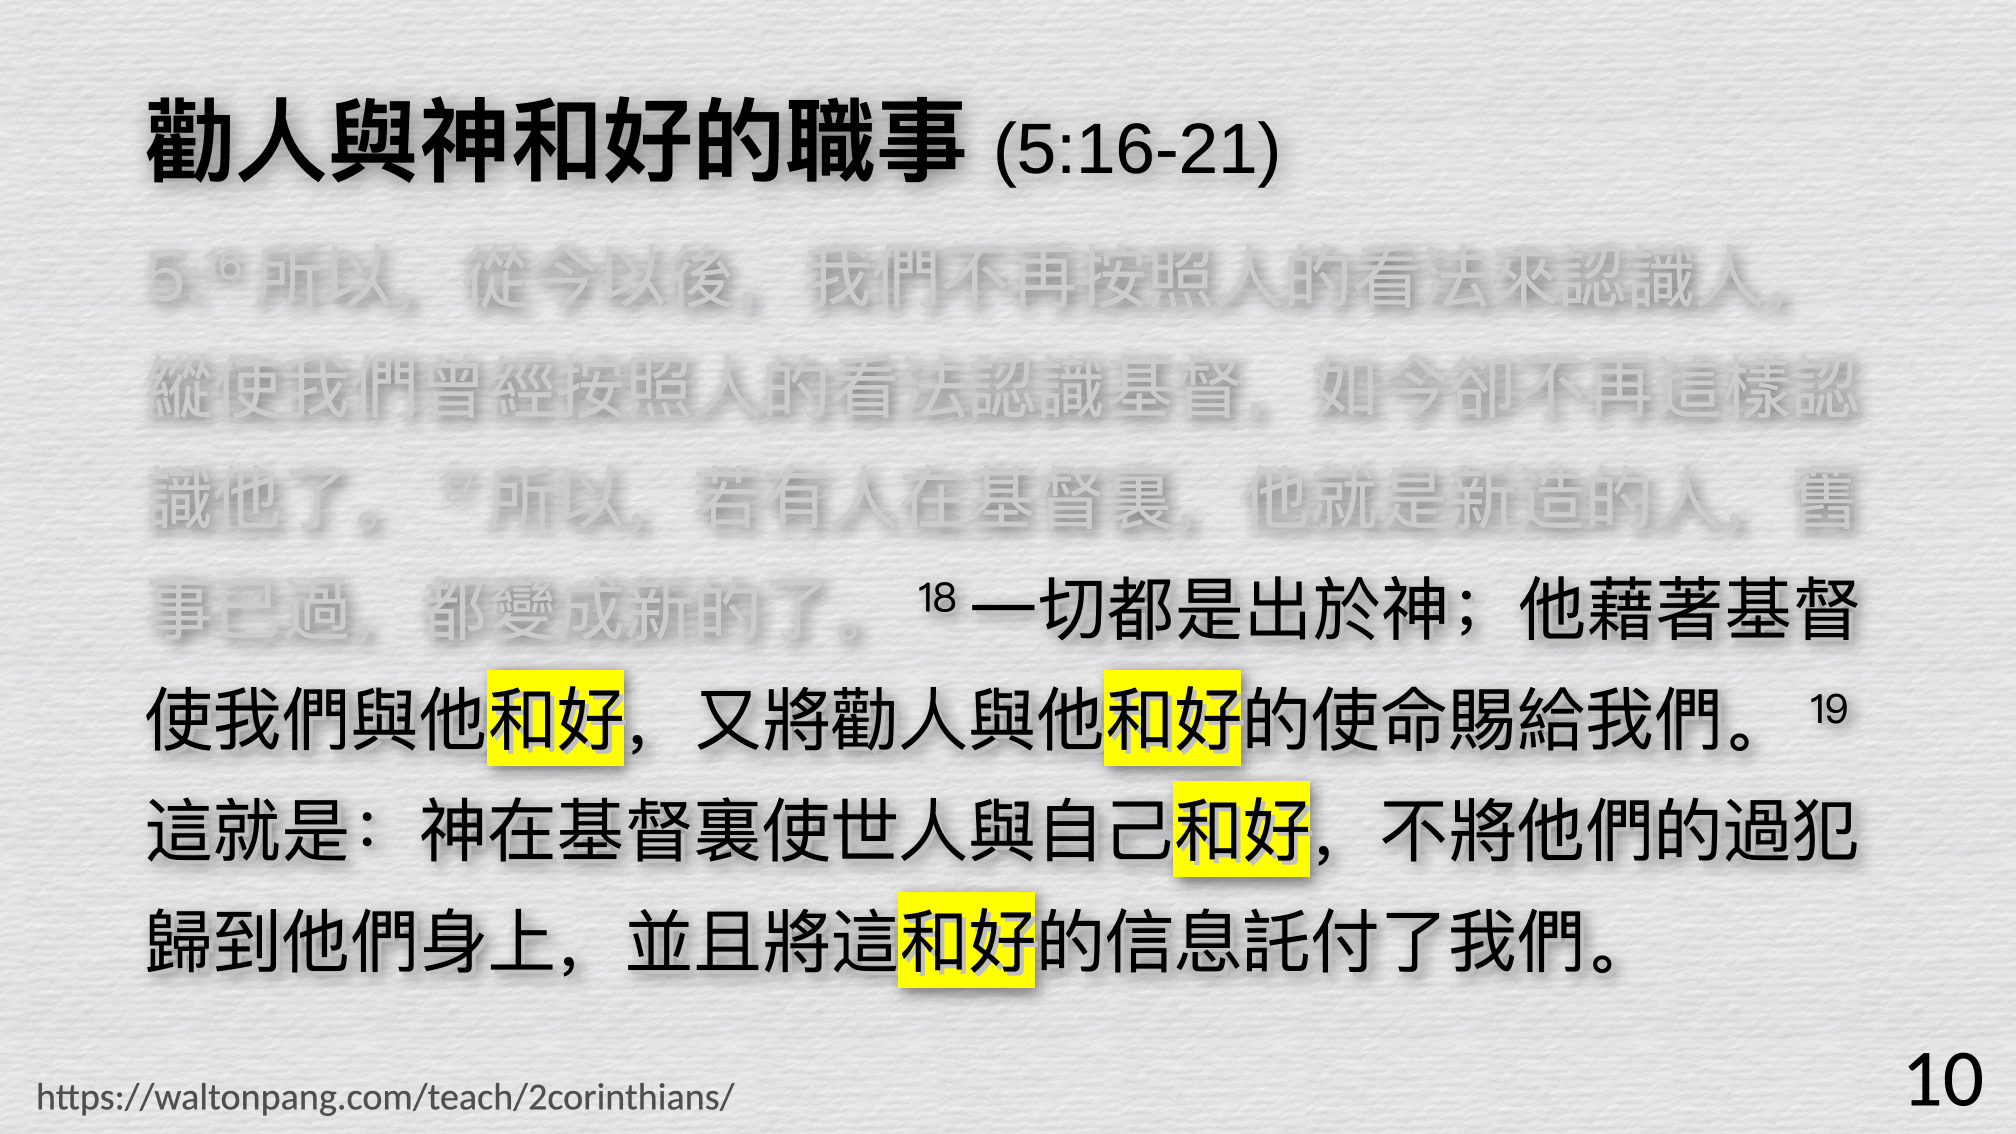 勸人與神和好的職事 (5:16-21)
5:16 所以，從今以後，我們不再按照人的看法來認識人，
縱使我們曾經按照人的看法認識基督，如今卻不再這樣認
識他了。 17 所以，若有人在基督裏，他就是新造的人，舊
事已過，都變成新的了。 18 一切都是出於神；他藉著基督
使我們與他和好，又將勸人與他和好的使命賜給我們。 19
這就是：神在基督裏使世人與自己和好，不將他們的過犯
歸到他們身上，並且將這和好的信息託付了我們。
https://waltonpang.com/teach/2corinthians/
10